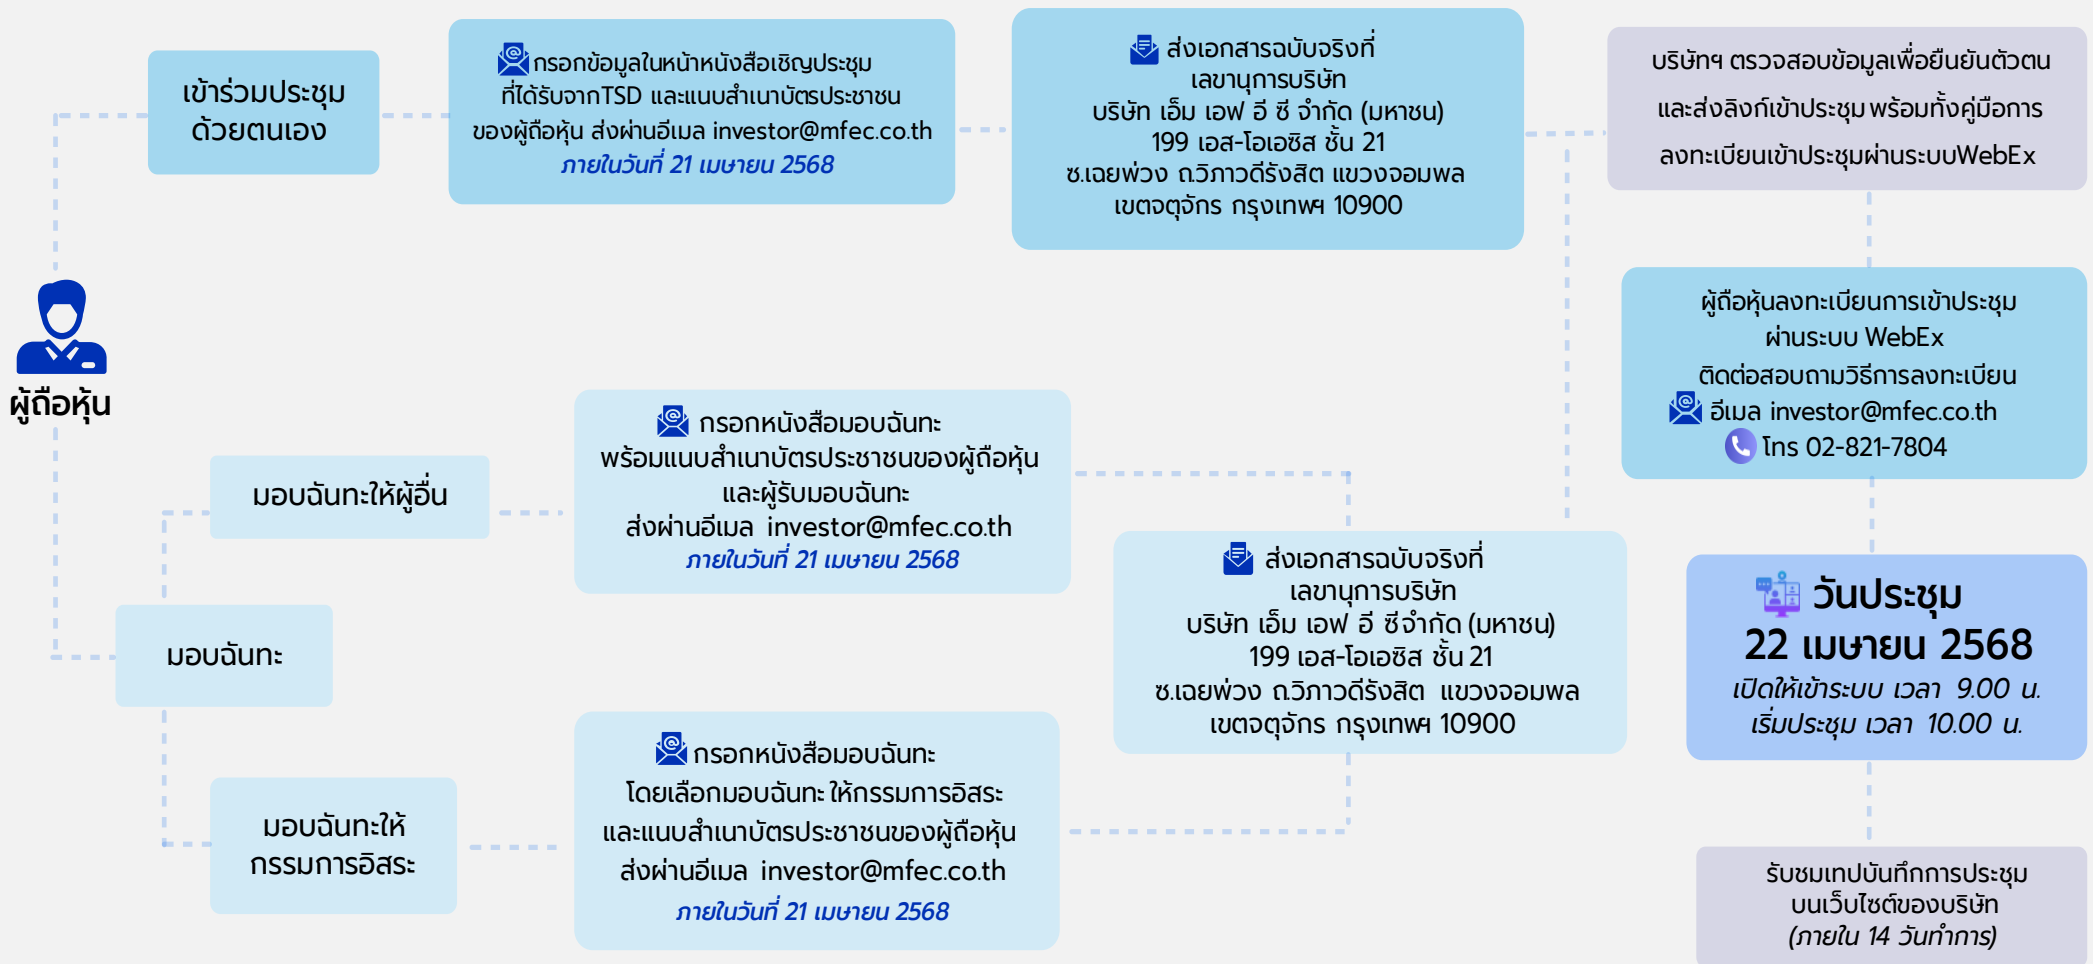 ผู้ถือหุ้น
เข้าร่วมประชุม
ด้วยตนเอง
กรอกข้อมูลในหน้าหนังสือเชิญประชุม
ที่ได้รับจากTSD และแนบสำเนาบัตรประชาชน
ของผู้ถือหุ้น ส่งผ่านอีเมล investor@mfec.co.th
ภายในวันที่ 21 เมษายน 2568
ส่งเอกสารฉบับจริงที่
เลขานุการบริษัท
บริษัท เอ็ม เอฟ อี ซี จำกัด (มหาชน)
199 เอส-โอเอซิส ชั้น 21
ซ.เฉยพ่วง ถ.วิภาวดีรังสิต แขวงจอมพล
เขตจตุจักร กรุงเทพฯ 10900
บริษัทฯ ตรวจสอบข้อมูลเพื่อยืนยันตัวตน
และส่งลิงก์เข้าประชุม พร้อมทั้งคู่มือการ
ลงทะเบียนเข้าประชุมผ่านระบบWebEx
ผู้ถือหุ้นลงทะเบียนการเข้าประชุม
ผ่านระบบ WebEx
ติดต่อสอบถามวิธีการลงทะเบียน
อีเมล investor@mfec.co.th
โทร 02-821-7804
มอบฉันทะ
มอบฉันทะให้ผู้อื่น
กรอกหนังสือมอบฉันทะ
พร้อมแนบสำเนาบัตรประชาชนของผู้ถือหุ้น
และผู้รับมอบฉันทะ
ส่งผ่านอีเมล investor@mfec.co.th
ภายในวันที่ 21 เมษายน 2568
มอบฉันทะให้
กรรมการอิสระ
กรอกหนังสือมอบฉันทะ
โดยเลือกมอบฉันทะ ให้กรรมการอิสระ
และแนบสำเนาบัตรประชาชนของผู้ถือหุ้น
ส่งผ่านอีเมล investor@mfec.co.th
ภายในวันที่ 21 เมษายน 2568
ส่งเอกสารฉบับจริงที่
เลขานุการบริษัท
บริษัท เอ็ม เอฟ อี ซีจำกัด (มหาชน)
199 เอส-โอเอซิส ชั้น 21
ซ.เฉยพ่วง ถ.วิภาวดีรังสิต แขวงจอมพล
เขตจตุจักร กรุงเทพฯ 10900
วันประชุม
22 เมษายน 2568
เปิดให้เข้าระบบ เวลา 9.00 น.
เริ่มประชุม เวลา 10.00 น.
รับชมเทปบันทึกการประชุม
บนเว็บไซต์ของบริษัท
(ภายใน 14 วันทำการ)